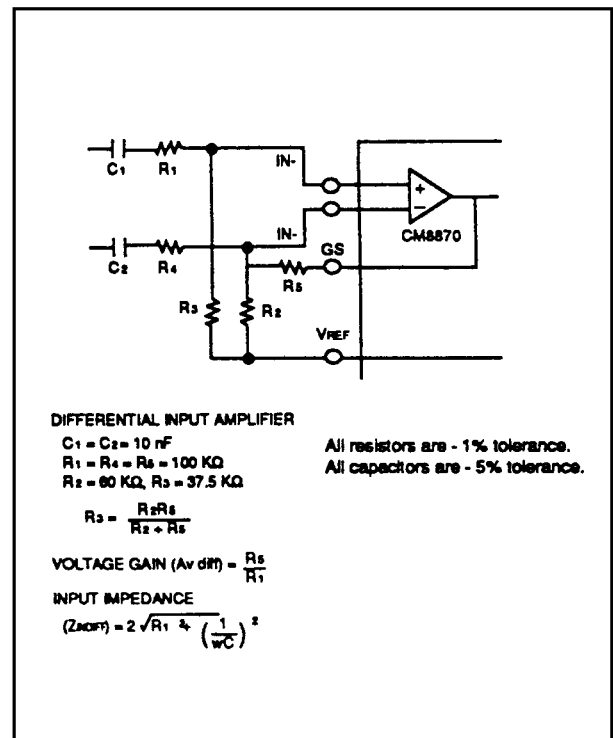 C1
R1
IN-
+
−
CM8870
IN-
C2
R4
GS
R5
R3
R2
VREF
DIFFERENTIAL INPUT AMPLIFIER
C1 = C2 = 10 nF
R1 = R4 = R5 = 100 KΩ
R2 = 60 KΩ, R3 = 37.5 KΩ
R3 = R2R5 / R2 + R5
VOLTAGE GAIN (Av diff) = R5 / R1
INPUT IMPEDANCE
(ZINDIFF) = 2 √R1 2+ (1/wC) 2
All resistors are - 1% tolerance.
All capacitors are - 5% tolerance.